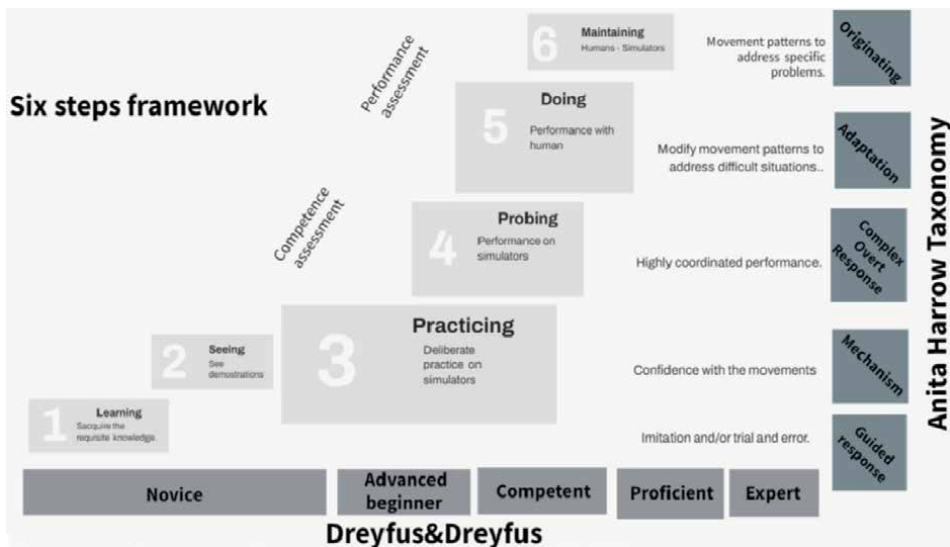 6
Maintaining
Humans - Simulators
Performance
assessment
Movement patterns to
address specific
problems.
Originating
Six steps framework
5
Doing
Performance with
human
Modify movement patterns to
address difficult situations..
Adaptation
Competence
assessment
4
Probing
Performance on
simulators
Highly coordinated performance.
Complex
Overt
Response
3
Practicing
Deliberate
practice on
simulators
2
Seeing
See
demostrations
Confidence with the movements
Mechanism
1
Learning
Sacquire the
requisite knowledge.
Imitation and/or trial and error.
Guided
response
Anita Harrow Taxonomy
Novice
Advanced
beginner
Competent
Proficient
Expert
Dreyfus&Dreyfus